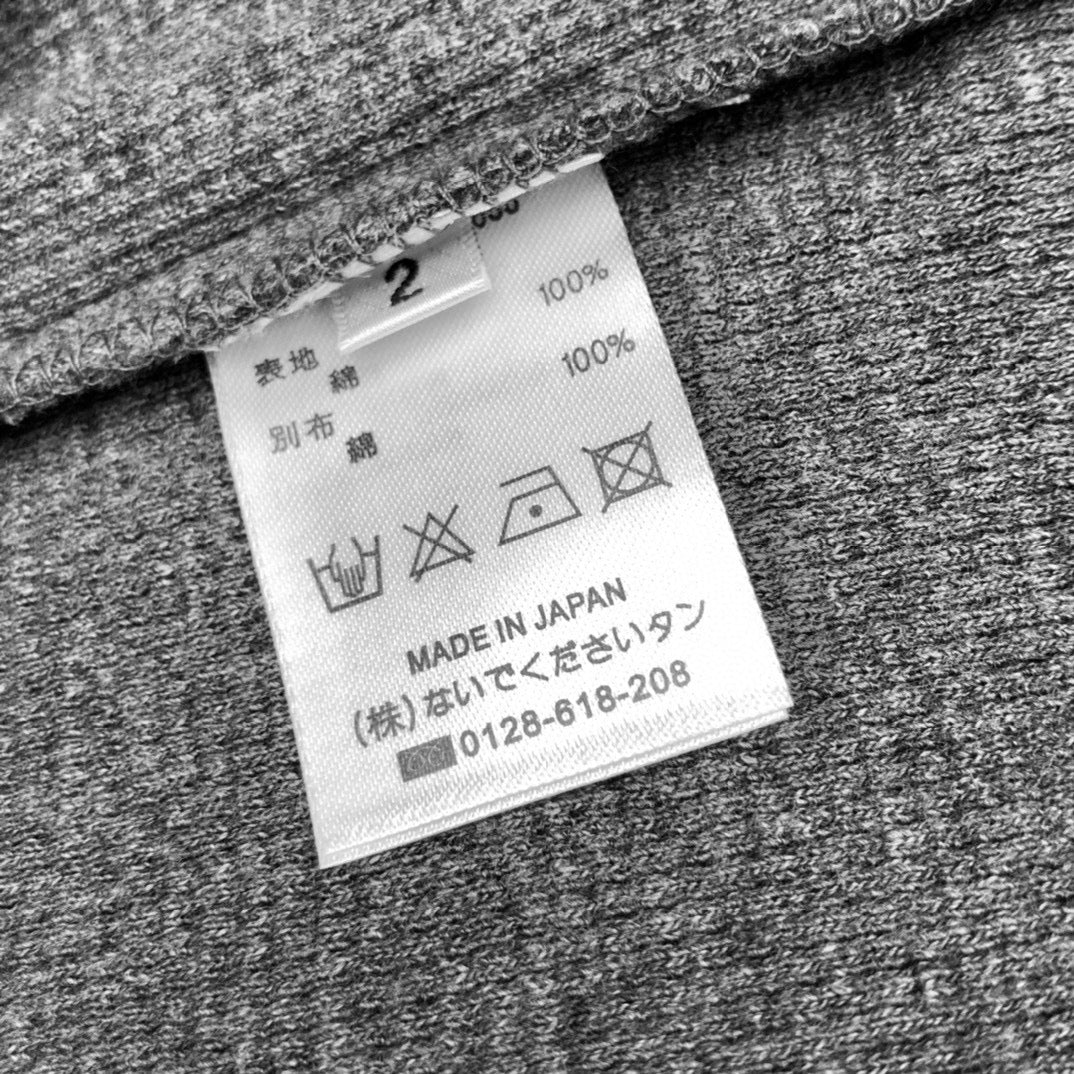 2
表地
綿 100%
別布
綿 100%
MADE IN JAPAN
(株)ないでくださいタン
0128-618-208